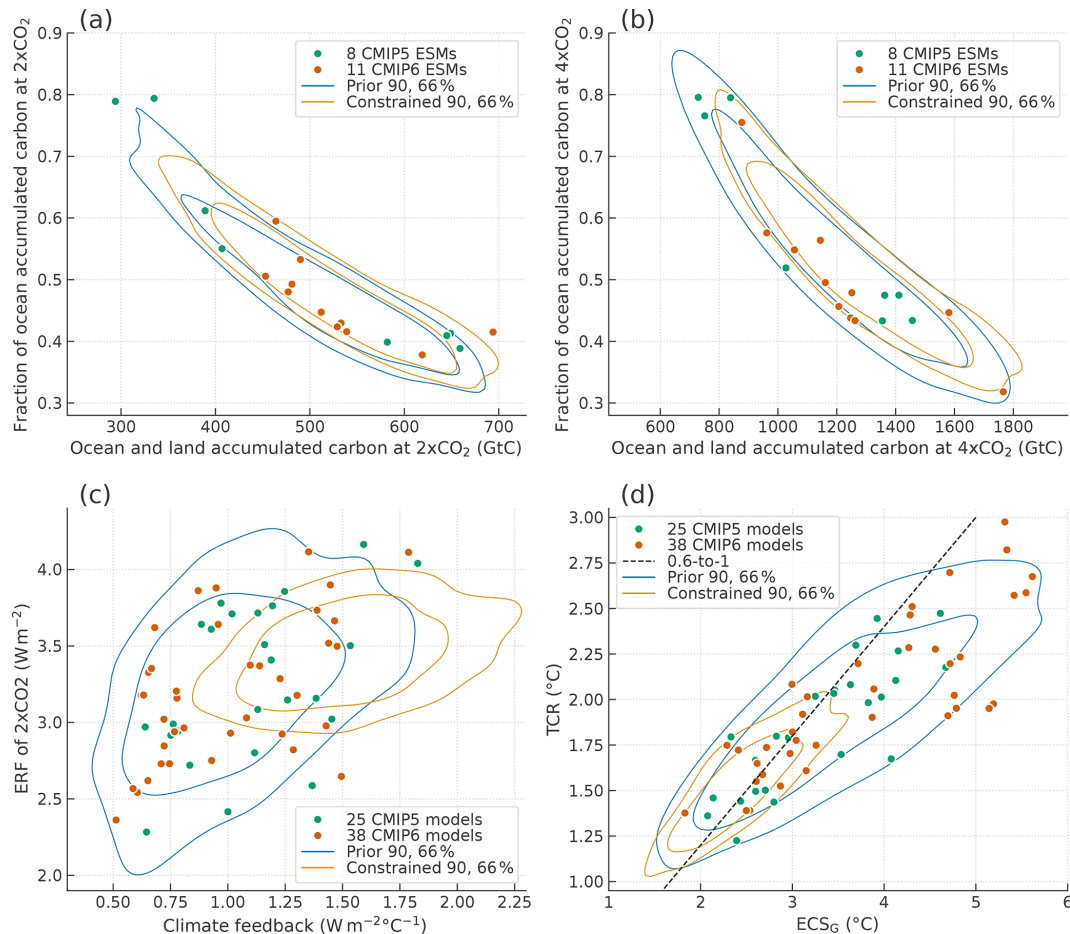 (a)
Fraction of ocean accumulated carbon at 2xCO₂
0.9
0.8
0.7
0.6
0.5
0.4
0.3
8 CMIP5 ESMs
11 CMIP6 ESMs
Prior 90, 66%
Constrained 90, 66%
300 400 500 600 700
Ocean and land accumulated carbon at 2xCO₂ (GtC)
(b)
Fraction of ocean accumulated carbon at 4xCO₂
0.9
0.8
0.7
0.6
0.5
0.4
0.3
8 CMIP5 ESMs
11 CMIP6 ESMs
Prior 90, 66%
Constrained 90, 66%
600 800 1000 1200 1400 1600 1800
Ocean and land accumulated carbon at 4xCO₂ (GtC)
(c)
ERF of 2xCO2 (W m⁻²)
4.0
3.5
3.0
2.5
2.0
25 CMIP5 models
38 CMIP6 models
Prior 90, 66%
Constrained 90, 66%
0.50 0.75 1.00 1.25 1.50 1.75 2.00 2.25
Climate feedback (W m⁻²°C⁻¹)
(d)
TCR (°C)
3.00
2.75
2.50
2.25
2.00
1.75
1.50
1.25
1.00
25 CMIP5 models
38 CMIP6 models
0.6-to-1
Prior 90, 66%
Constrained 90, 66%
1 2 3 4 5 6
ECS_G (°C)